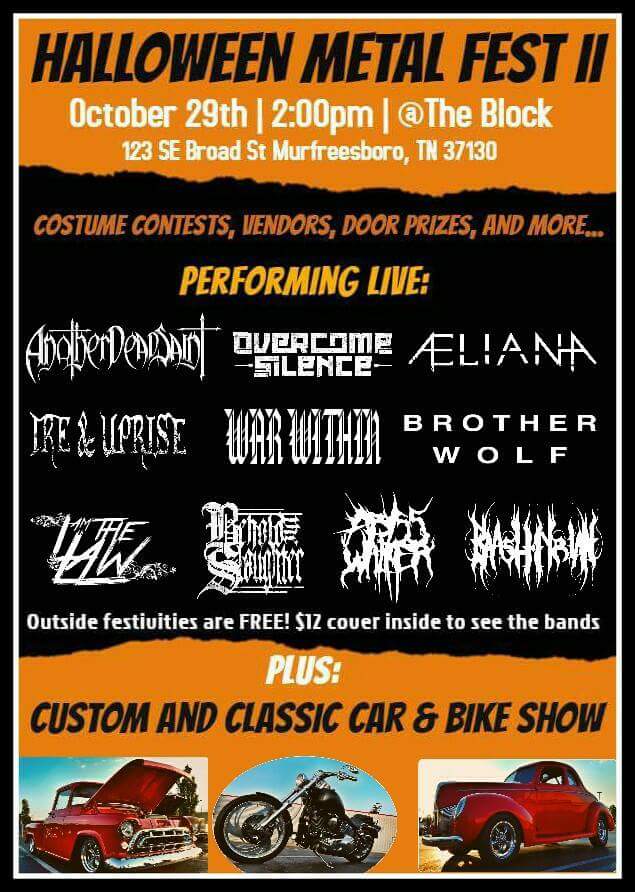 HALLOWEEN METAL FEST II
October 29th | 2:00pm | @The Block
123 SE Broad St Murfreesboro, TN 37130
COSTUME CONTESTS, VENDORS, DOOR PRIZES, AND MORE...
PERFORMING LIVE:
AnotherDeadSaint OVERCOME SILENCE ÆLIANA
IRE & UPRISE WAR WITHIN BROTHER WOLF
I AM THE LAW Behold Slaughter
Outside festivities are FREE! $12 cover inside to see the bands
PLUS:
CUSTOM AND CLASSIC CAR & BIKE SHOW